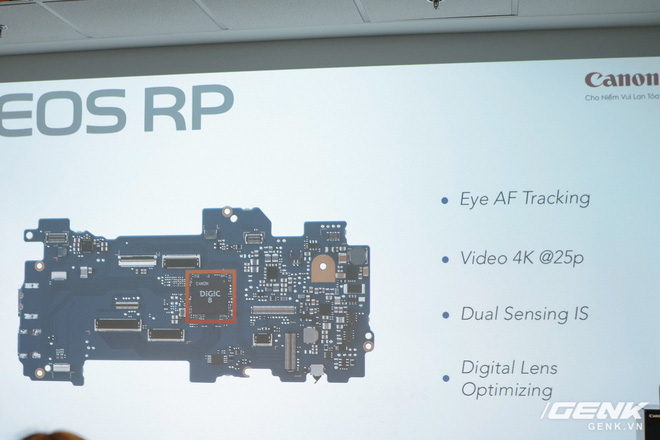 EOS RP
Canon
Cho Niềm Vui Lan Tỏa
Eye AF Tracking
Video 4K @25p
Dual Sensing IS
Digital Lens
Optimizing
CANON
DIGIC
8
GENK
GENK.VN
Canon